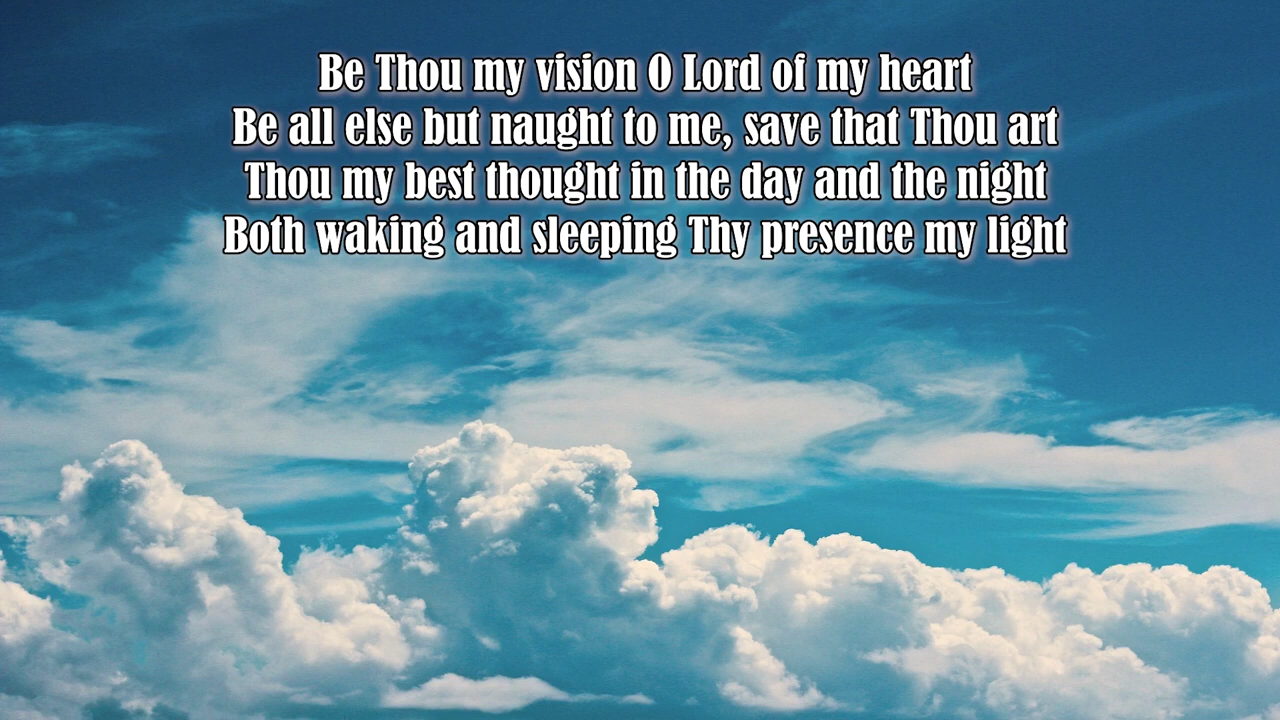 Be Thou my vision O Lord of my heart
Be all else but naught to me, save that Thou art
Thou my best thought in the day and the night
Both waking and sleeping Thy presence my light